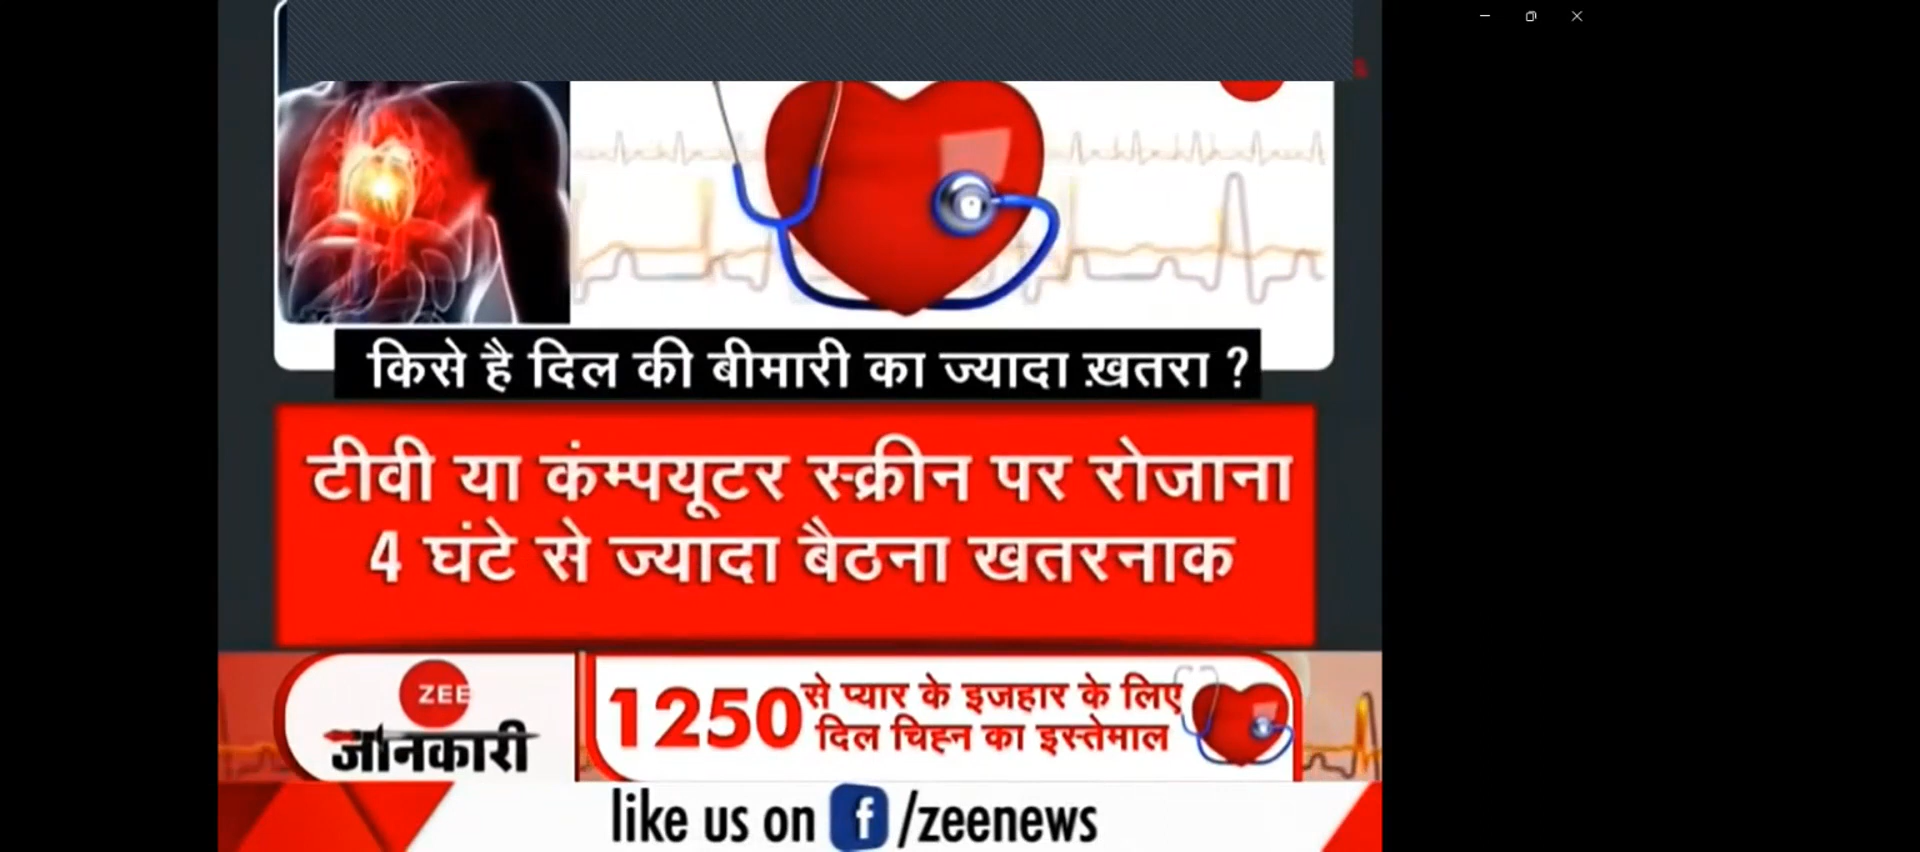 किसे है दिल की बीमारी का ज्यादा ख़तरा ?
टीवी या कंम्पयूटर स्क्रीन पर रोजाना
4 घंटे से ज्यादा बैठना खतरनाक
ZEE
जानकारी
1250 से प्यार के इजहार के लिए
दिल चिह्न का इस्तेमाल
like us on f/zeenews